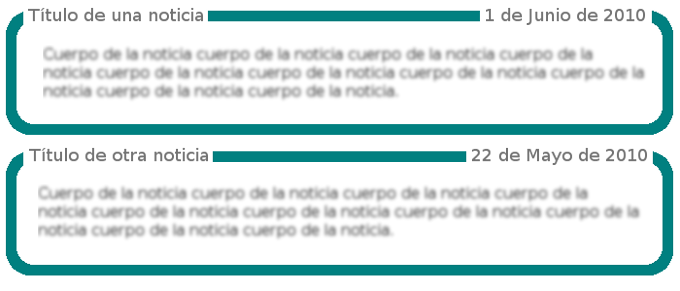 Título de una noticia 1 de Junio de 2010
Cuerpo de la noticia cuerpo de la noticia cuerpo de la noticia cuerpo de la
noticia cuerpo de la noticia cuerpo de la noticia cuerpo de la noticia cuerpo de la
noticia cuerpo de la noticia cuerpo de la noticia.
Título de otra noticia 22 de Mayo de 2010
Cuerpo de la noticia cuerpo de la noticia cuerpo de la noticia cuerpo de la
noticia cuerpo de la noticia cuerpo de la noticia cuerpo de la noticia cuerpo de la
noticia cuerpo de la noticia cuerpo de la noticia.